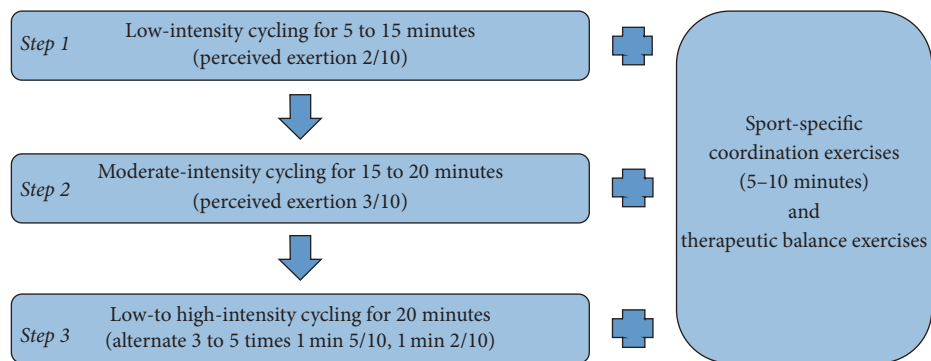 Step 1
Low-intensity cycling for 5 to 15 minutes
(perceived exertion 2/10)
Step 2
Moderate-intensity cycling for 15 to 20 minutes
(perceived exertion 3/10)
Step 3
Low-to high-intensity cycling for 20 minutes
(alternate 3 to 5 times 1 min 5/10, 1 min 2/10)
Sport-specific
coordination exercises
(5–10 minutes)
and
therapeutic balance exercises